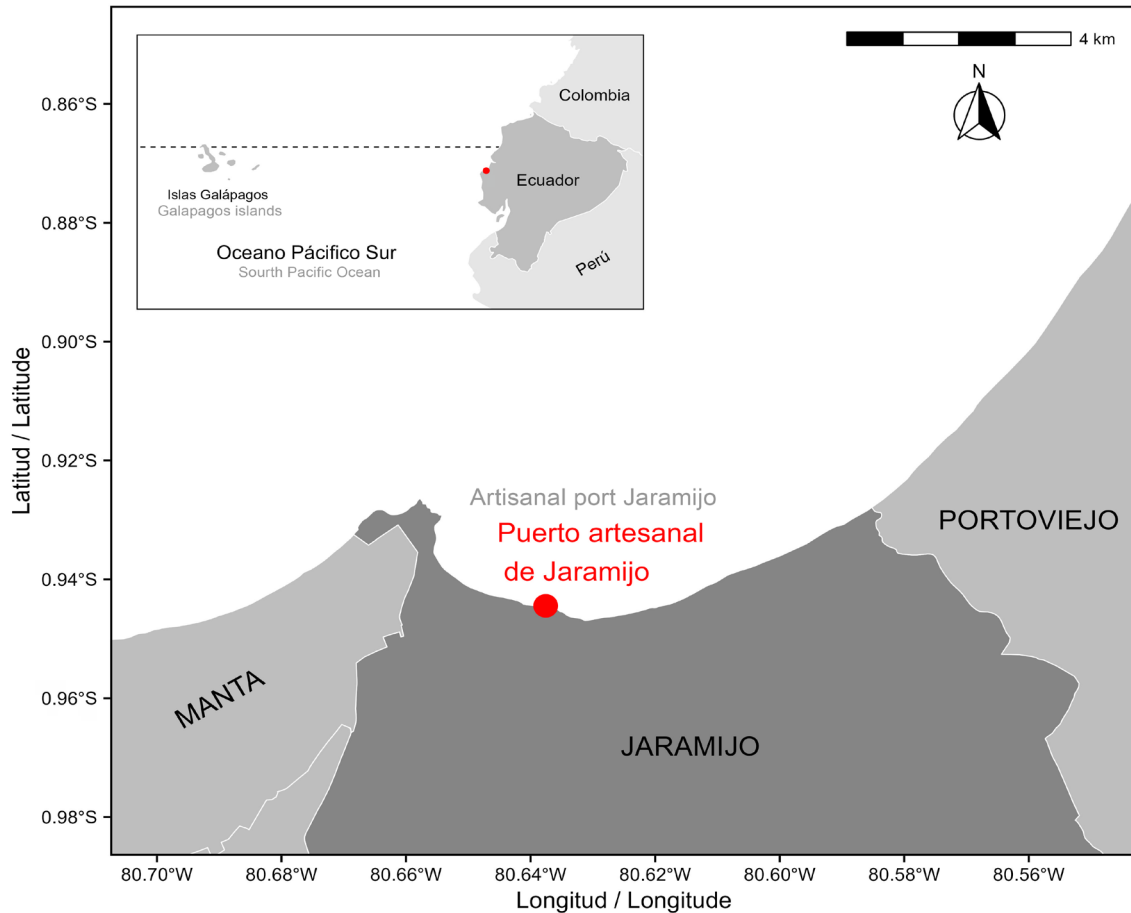 4 km
N
Colombia
Ecuador
Islas Galápagos
Galapagos islands
Oceano Pácifico Sur
Sourth Pacific Ocean
Perú
0.86°S
0.88°S
0.90°S
0.92°S
0.94°S
0.96°S
0.98°S
Latitud / Latitude
Artisanal port Jaramijo
Puerto artesanal
de Jaramijo
PORTOVIEJO
MANTA
JARAMIJO
80.70°W 80.68°W 80.66°W 80.64°W 80.62°W 80.60°W 80.58°W 80.56°W
Longitud / Longitude